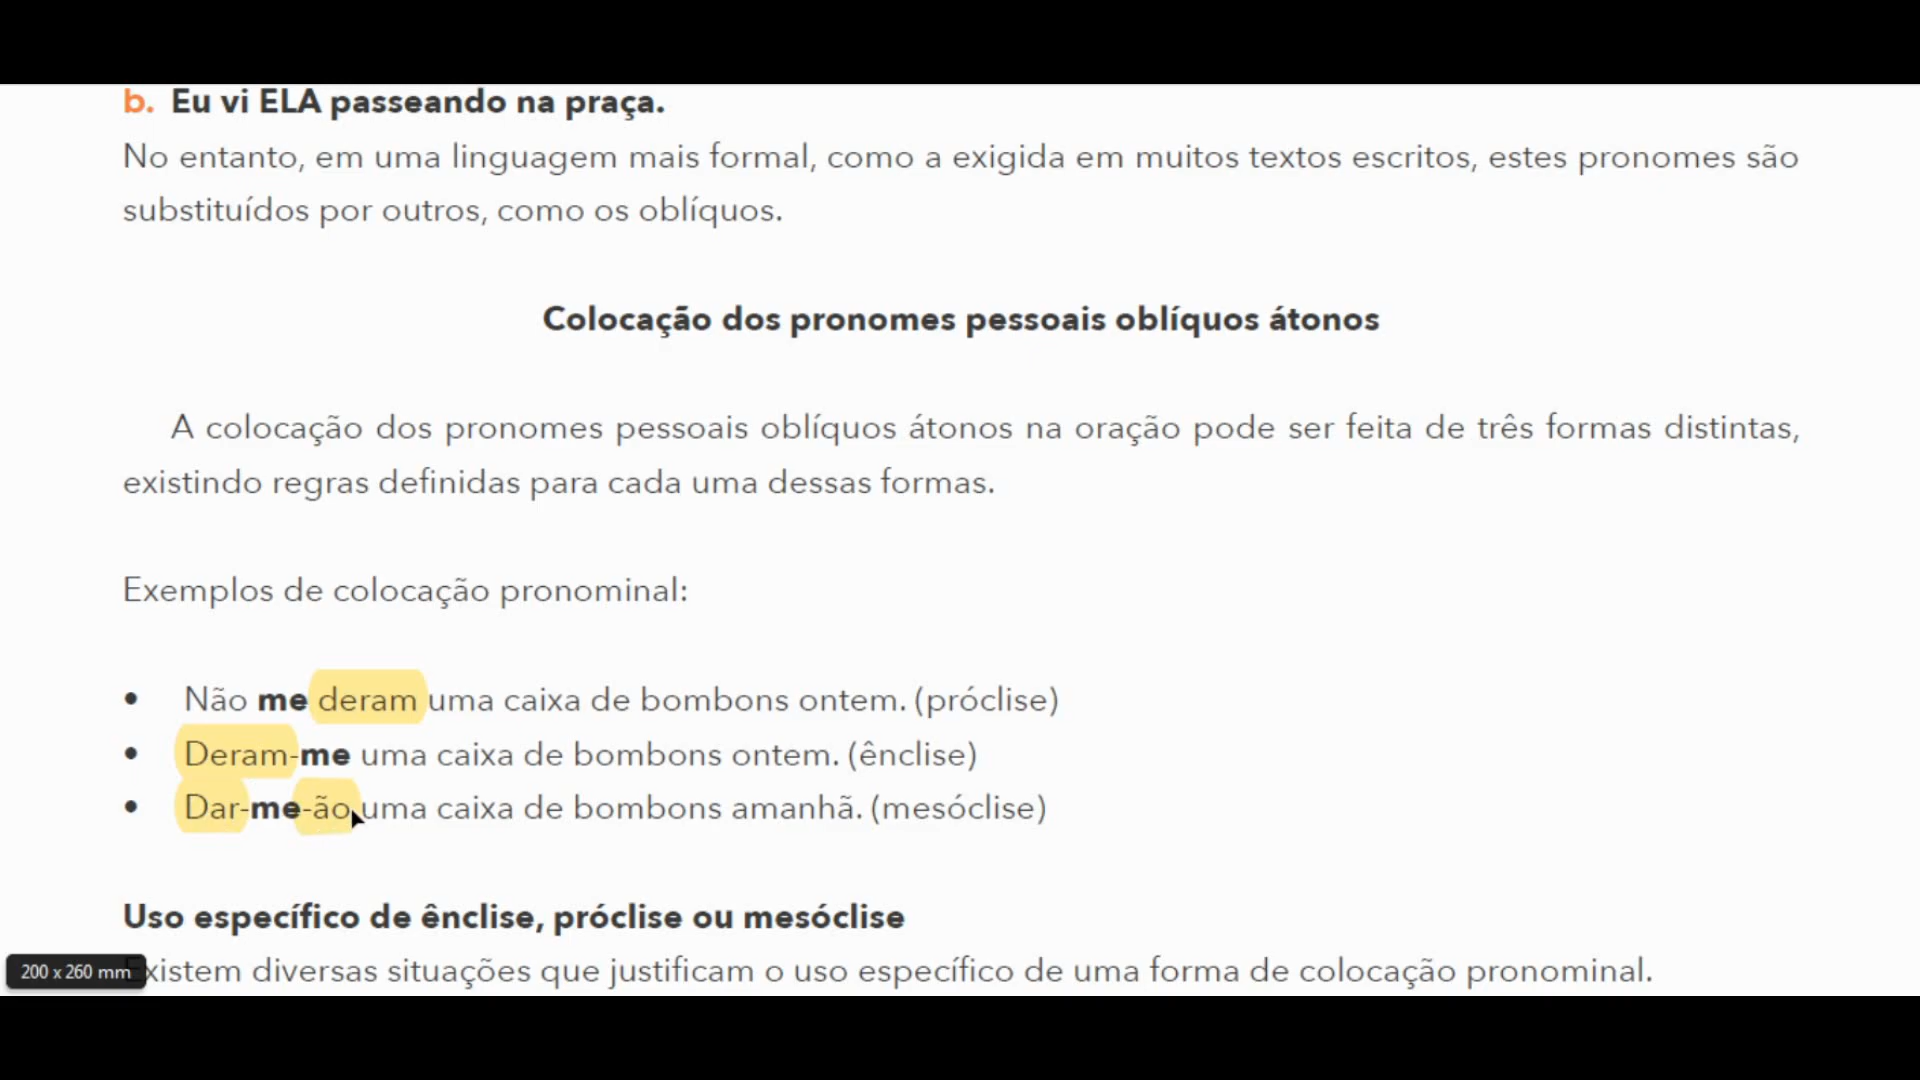 b. Eu vi ELA passeando na praça.
No entanto, em uma linguagem mais formal, como a exigida em muitos textos escritos, estes pronomes são
substituídos por outros, como os oblíquos.
Colocação dos pronomes pessoais oblíquos átonos
A colocação dos pronomes pessoais oblíquos átonos na oração pode ser feita de três formas distintas,
existindo regras definidas para cada uma dessas formas.
Exemplos de colocação pronominal:
• Não me deram uma caixa de bombons ontem. (próclise)
• Deram-me uma caixa de bombons ontem. (ênclise)
• Dar-me-ão uma caixa de bombons amanhã. (mesóclise)
Uso específico de ênclise, próclise ou mesóclise
Existem diversas situações que justificam o uso específico de uma forma de colocação pronominal.
200 x 260 mm